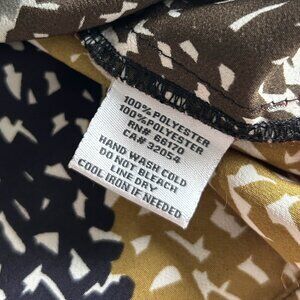 100% POLYESTER
100% POLYESTER
RN# 66170
CA# 32054
HAND WASH COLD
DO NOT BLEACH
LINE DRY
COOL IRON IF NEEDED